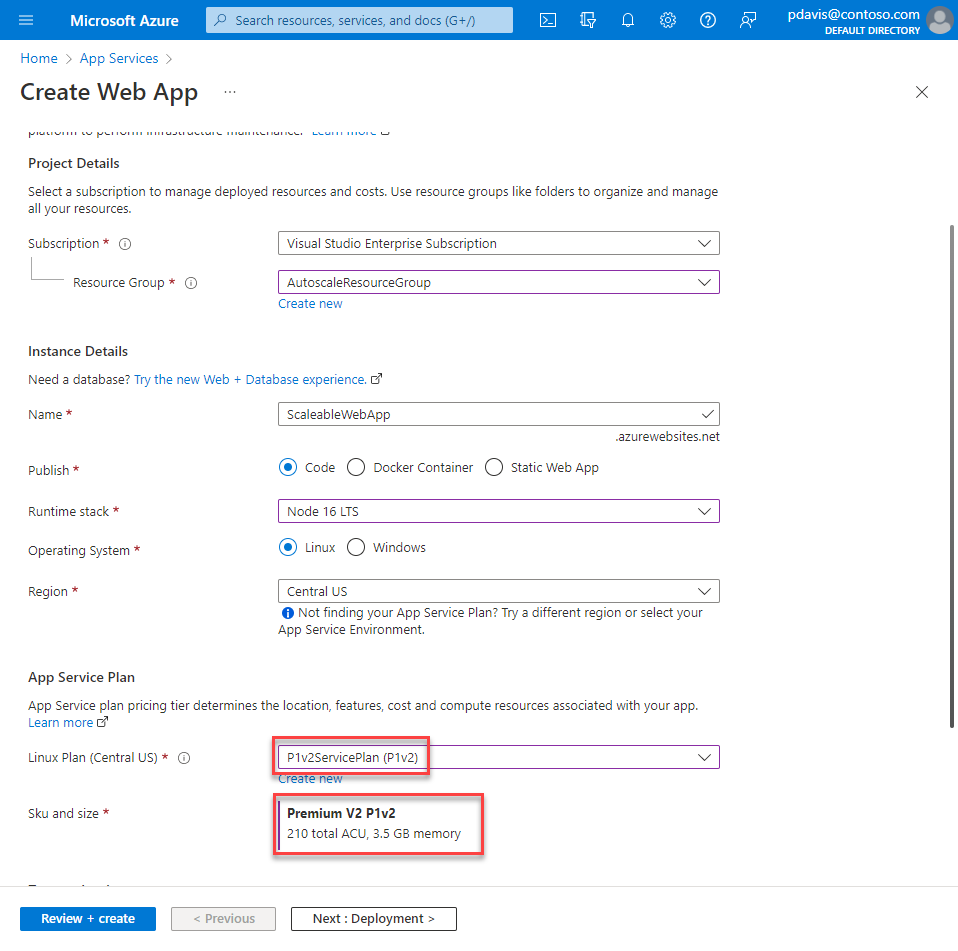 Microsoft Azure
Search resources, services, and docs (G+/)
pdavis@contoso.com
DEFAULT DIRECTORY
Home > App Services >
Create Web App ...
platform to perform infrastructure maintenance. Learn more
Project Details
Select a subscription to manage deployed resources and costs. Use resource groups like folders to organize and manage
all your resources.
Subscription *
Visual Studio Enterprise Subscription
Resource Group *
AutoscaleResourceGroup
Create new
Instance Details
Need a database? Try the new Web + Database experience.
Name *
ScaleableWebApp
.azurewebsites.net
Publish *
Code
Docker Container
Static Web App
Runtime stack *
Node 16 LTS
Operating System *
Linux
Windows
Region *
Central US
Not finding your App Service Plan? Try a different region or select your
App Service Environment.
App Service Plan
App Service plan pricing tier determines the location, features, cost and compute resources associated with your app.
Learn more
Linux Plan (Central US) *
P1v2ServicePlan (P1v2)
Create new
Sku and size *
Premium V2 P1v2
210 total ACU, 3.5 GB memory
Review + create
< Previous
Next : Deployment >